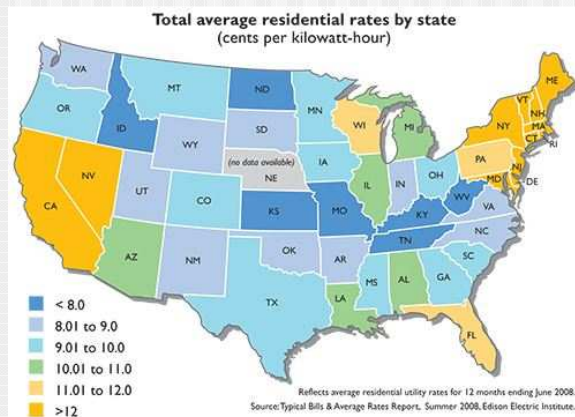 Total average residential rates by state
(cents per kilowatt-hour)
WA
MT
ND
MN
ME
VT
NH
OR
ID
SD
WI
MI
NY
MA
CT
RI
WY
(no data available)
NE
IA
PA
NJ
NV
UT
CO
IL
IN
OH
MD
DE
CA
KS
MO
KY
WV
VA
AZ
NM
OK
AR
TN
NC
SC
TX
MS
AL
GA
LA
FL
< 8.0
8.01 to 9.0
9.01 to 10.0
10.01 to 11.0
11.01 to 12.0
>12
Reflects average residential utility rates for 12 months ending June 2008.
Source: Typical Bills & Average Rates Report, Summer 2008, Edison Electric Institute.